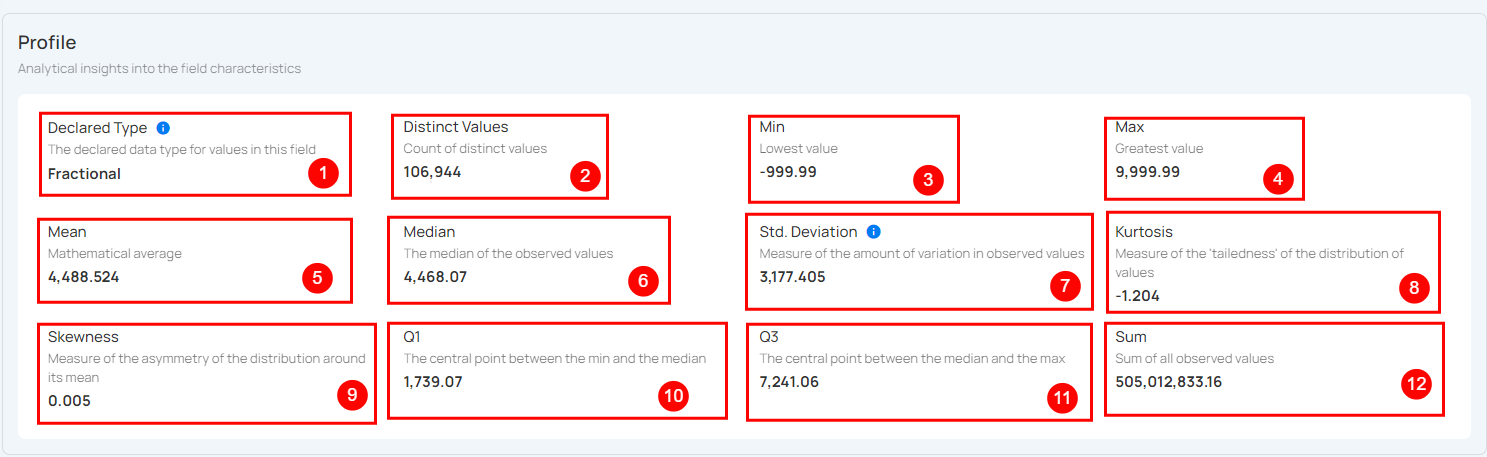 Profile
Analytical insights into the field characteristics
Declared Type
The declared data type for values in this field
Fractional
1
Distinct Values
Count of distinct values
106,944
2
Min
Lowest value
-999.99
3
Max
Greatest value
9,999.99
4
Mean
Mathematical average
4,488.524
5
Median
The median of the observed values
4,468.07
6
Std. Deviation
Measure of the amount of variation in observed values
3,177.405
7
Kurtosis
Measure of the 'tailedness' of the distribution of
values
-1.204
8
Skewness
Measure of the asymmetry of the distribution around
its mean
0.005
9
Q1
The central point between the min and the median
1,739.07
10
Q3
The central point between the median and the max
7,241.06
11
Sum
Sum of all observed values
505,012,833.16
12